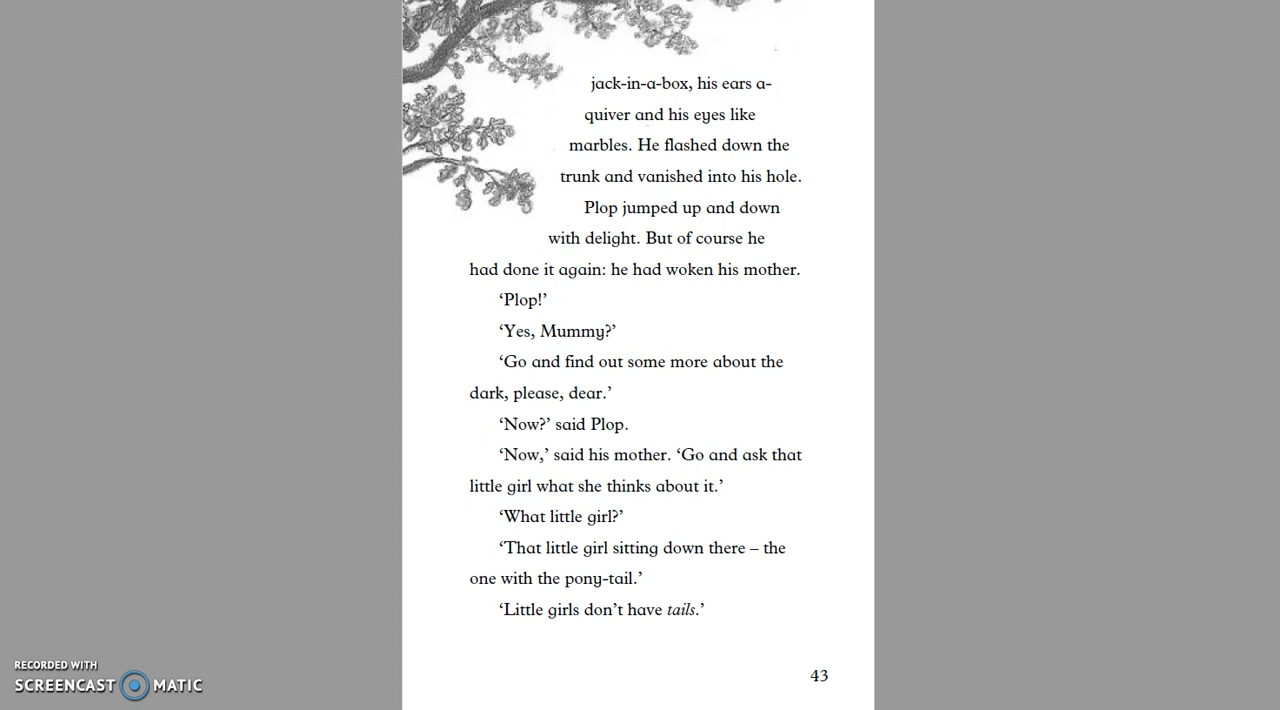 jack-in-a-box, his ears a-
quiver and his eyes like
marbles. He flashed down the
trunk and vanished into his hole.
Plop jumped up and down
with delight. But of course he
had done it again: he had woken his mother.
‘Plop!’
‘Yes, Mummy?’
‘Go and find out some more about the
dark, please, dear.’
‘Now?’ said Plop.
‘Now,’ said his mother. ‘Go and ask that
little girl what she thinks about it.’
‘What little girl?’
‘That little girl sitting down there – the
one with the pony-tail.’
‘Little girls don’t have tails.’
43
RECORDED WITH
SCREENCAST MATIC